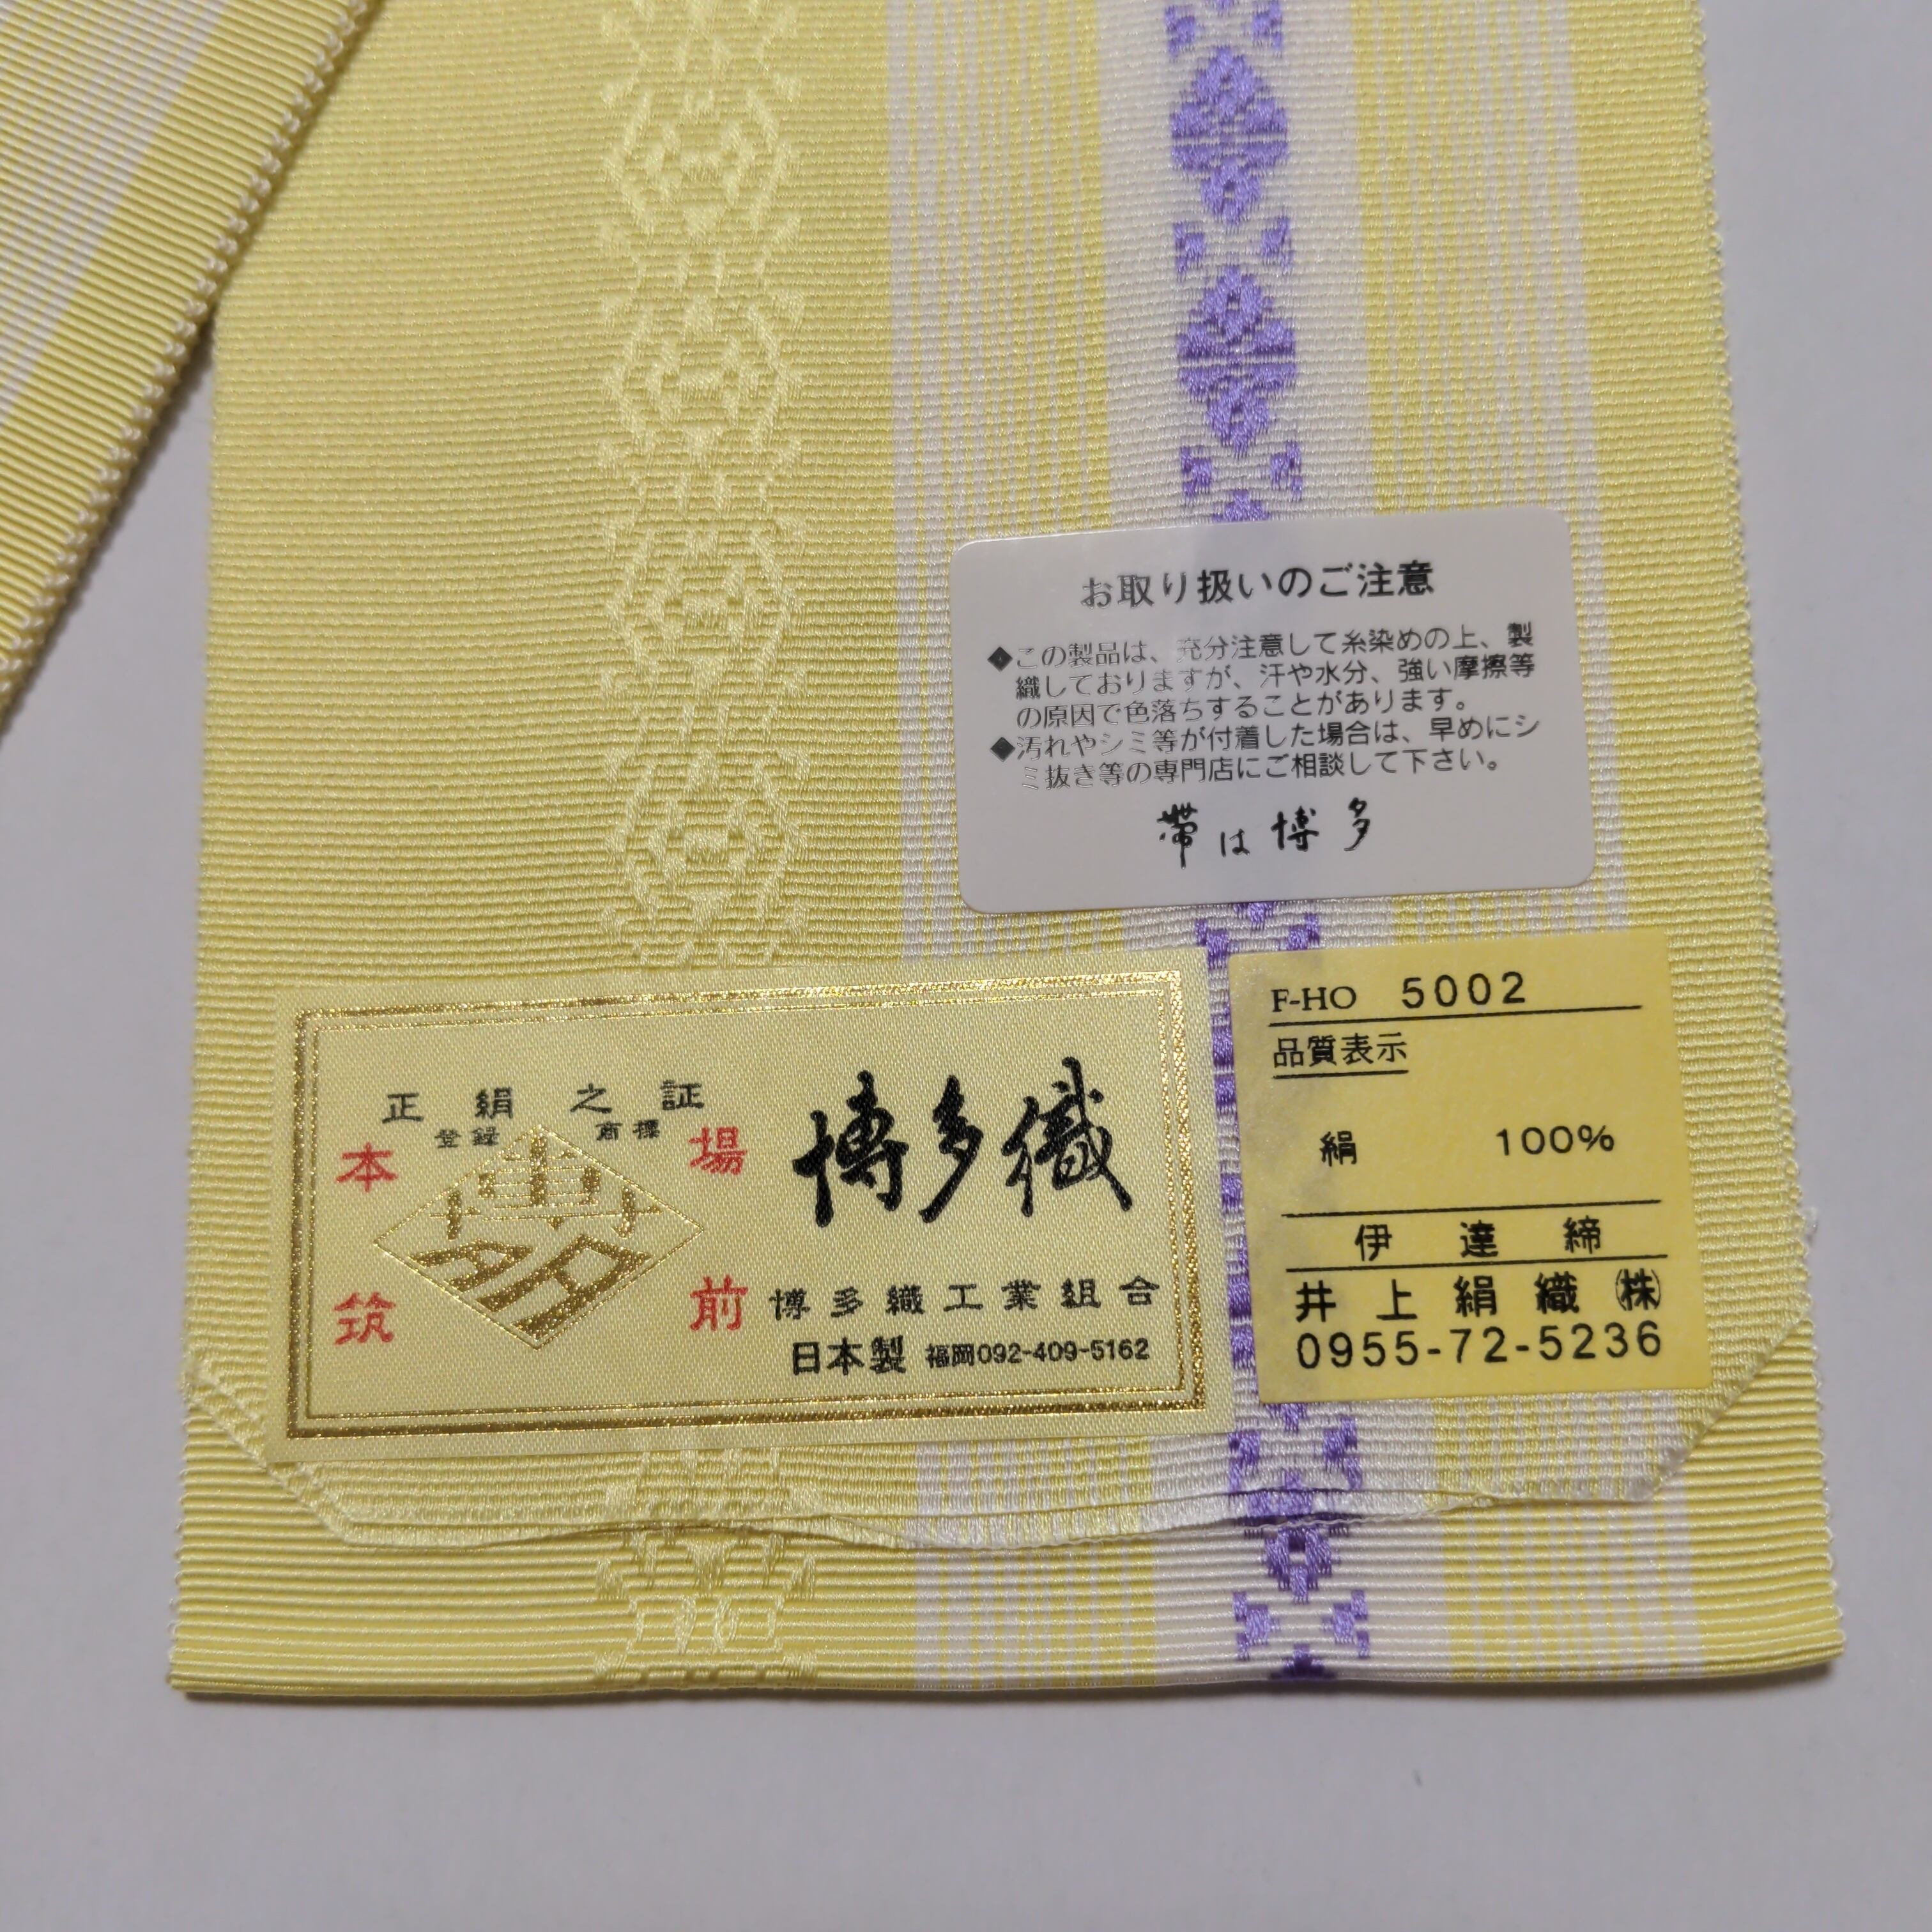 お取り扱いのご注意
◆この製品は、充分注意して糸染めの上、製
織しておりますが、汗や水分、強い摩擦等
の原因で色落ちすることがあります。
◆汚れやシミ等が付着した場合は、早めにシ
ミ抜き等の専門店にご相談して下さい。
帯は博多
正絹之証
登録 商標
本場
筑前
博多
博多織
博多織工業組合
日本製 福岡092-409-5162
F-HO 5002
品質表示
絹 100%
伊達締
井上絹織㈱
0955-72-5236